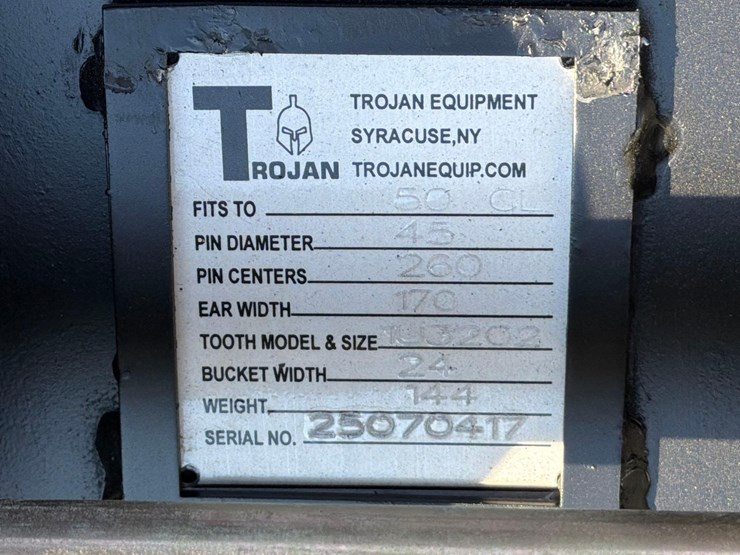 TROJAN
TROJAN EQUIPMENT
SYRACUSE,NY
TROJANEQUIP.COM
FITS TO 50 CL
PIN DIAMETER 45
PIN CENTERS 260
EAR WIDTH 170
TOOTH MODEL & SIZE 1U3202
BUCKET WIDTH 24
WEIGHT 144
SERIAL NO. 25070417